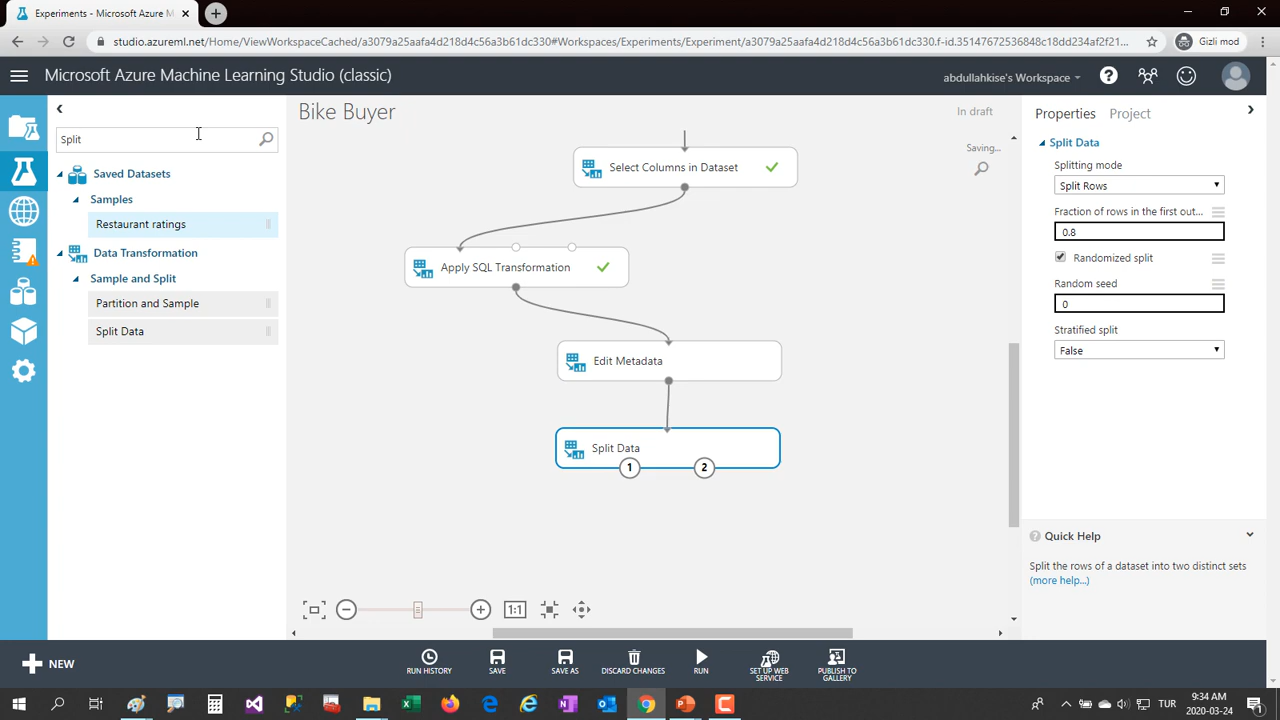 Experiments - Microsoft Azure M
studio.azureml.net/Home/ViewWorkspaceCached/a3079a25aafa4d218d4c56a3b61dc330#Workspaces/Experiments/Experiment/a3079a25aafa4d218d4c56a3b61dc330.f-id.35147672536848c18dd234af2f21...
Gizli mod
Microsoft Azure Machine Learning Studio (classic)
abdullahkise's Workspace
Split
Saved Datasets
Samples
Restaurant ratings
Data Transformation
Sample and Split
Partition and Sample
Split Data
Bike Buyer
In draft
Saving...
Select Columns in Dataset
Apply SQL Transformation
Edit Metadata
Split Data
1 2
1:1
Properties Project
Split Data
Splitting mode
Split Rows
Fraction of rows in the first out...
0.8
Randomized split
Random seed
0
Stratified split
False
Quick Help
Split the rows of a dataset into two distinct sets
(more help...)
NEW
RUN HISTORY
SAVE
SAVE AS
DISCARD CHANGES
RUN
SET UP WEB
SERVICE
PUBLISH TO
GALLERY
TUR
9:34 AM
2020-03-24